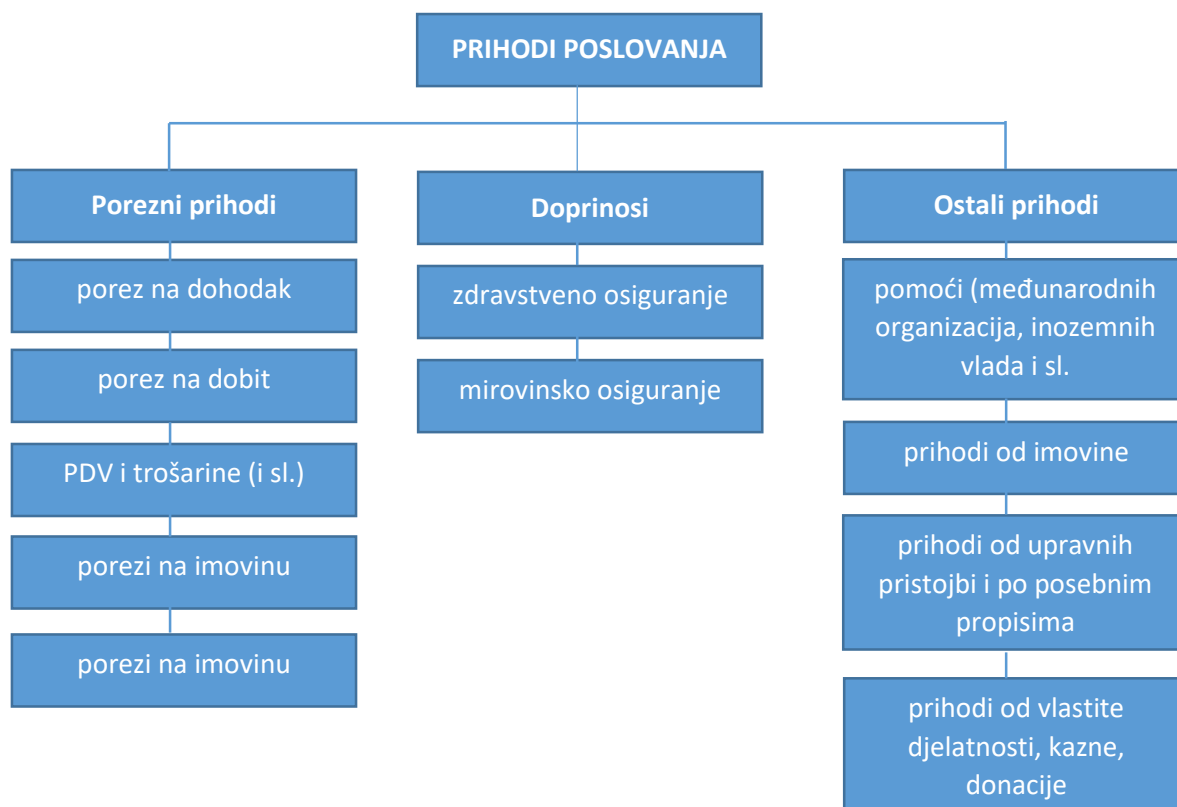 PRIHODI POSLOVANJA
Porezni prihodi
porez na dohodak
porez na dobit
PDV i trošarine (i sl.)
porezi na imovinu
porezi na imovinu
Doprinosi
zdravstveno osiguranje
mirovinsko osiguranje
Ostali prihodi
pomoći (međunarodnih
organizacija, inozemnih
vlada i sl.
prihodi od imovine
prihodi od upravnih
pristojbi i po posebnim
propisima
prihodi od vlastite
djelatnosti, kazne,
donacije